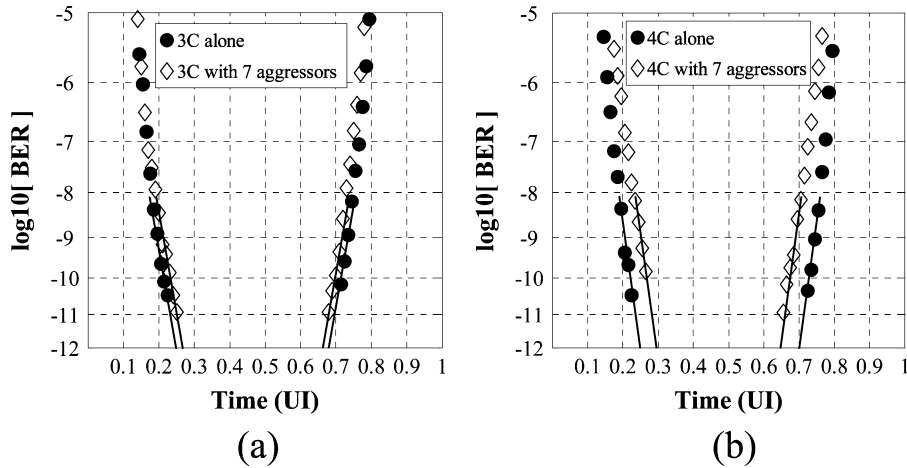 -5
-6
-7
-8
-9
-10
-11
-12
log10[ BER ]
3C alone
3C with 7 aggressors
0.1 0.2 0.3 0.4 0.5 0.6 0.7 0.8 0.9 1
Time (UI)
(a)
-5
-6
-7
-8
-9
-10
-11
-12
log10[ BER ]
4C alone
4C with 7 aggressors
0.1 0.2 0.3 0.4 0.5 0.6 0.7 0.8 0.9 1
Time (UI)
(b)